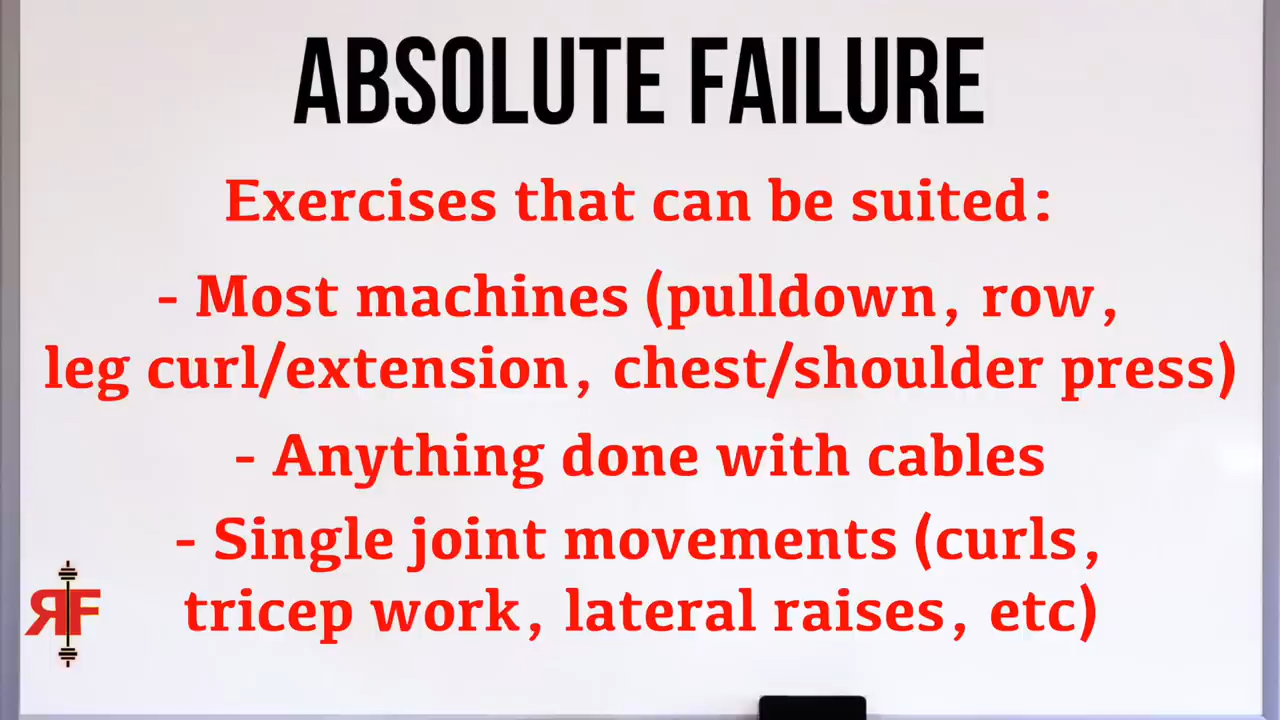 ABSOLUTE FAILURE
Exercises that can be suited:
- Most machines (pulldown, row,
leg curl/extension, chest/shoulder press)
- Anything done with cables
- Single joint movements (curls,
tricep work, lateral raises, etc)
RF